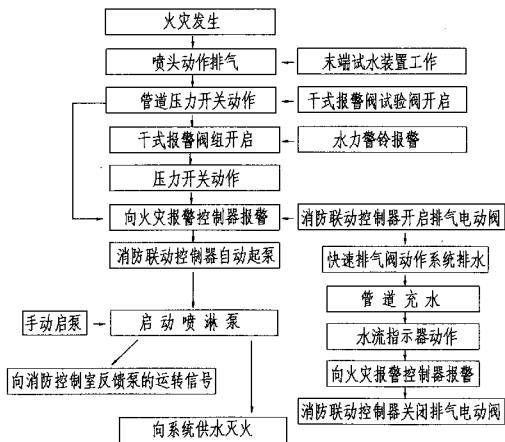 火灾发生
喷头动作排气
末端试水装置工作
管道压力开关动作
干式报警阀试验阀开启
干式报警阀组开启
水力警铃报警
压力开关动作
向火灾报警控制器报警
消防联动控制器开启排气电动阀
消防联动控制器自动起泵
快速排气阀动作系统排水
管道充水
手动启泵
启动喷淋泵
水流指示器动作
向消防控制室反馈泵的运转信号
向火灾报警控制器报警
向系统供水灭火
消防联动控制器关闭排气电动阀